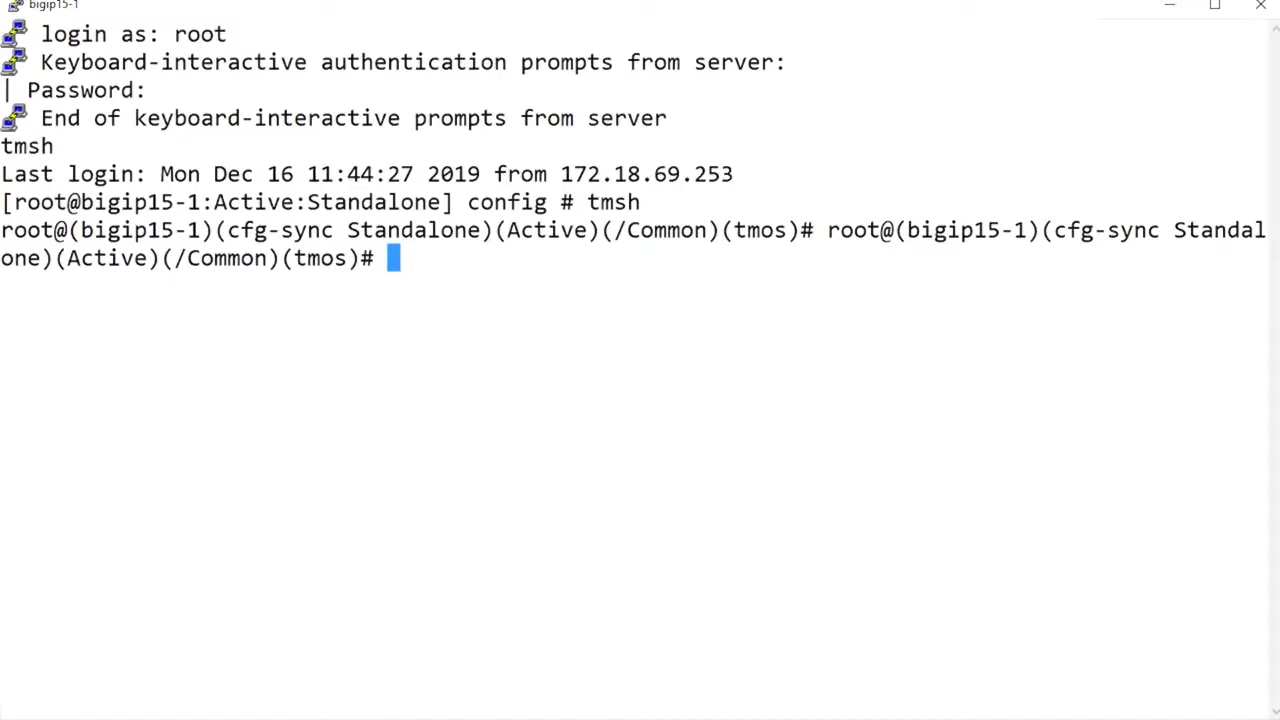 bigip15-1
login as: root
Keyboard-interactive authentication prompts from server:
| Password:
End of keyboard-interactive prompts from server
tmsh
Last login: Mon Dec 16 11:44:27 2019 from 172.18.69.253
[root@bigip15-1:Active:Standalone] config # tmsh
root@(bigip15-1)(cfg-sync Standalone)(Active)(/Common)(tmos)# root@(bigip15-1)(cfg-sync Standal
one)(Active)(/Common)(tmos)#